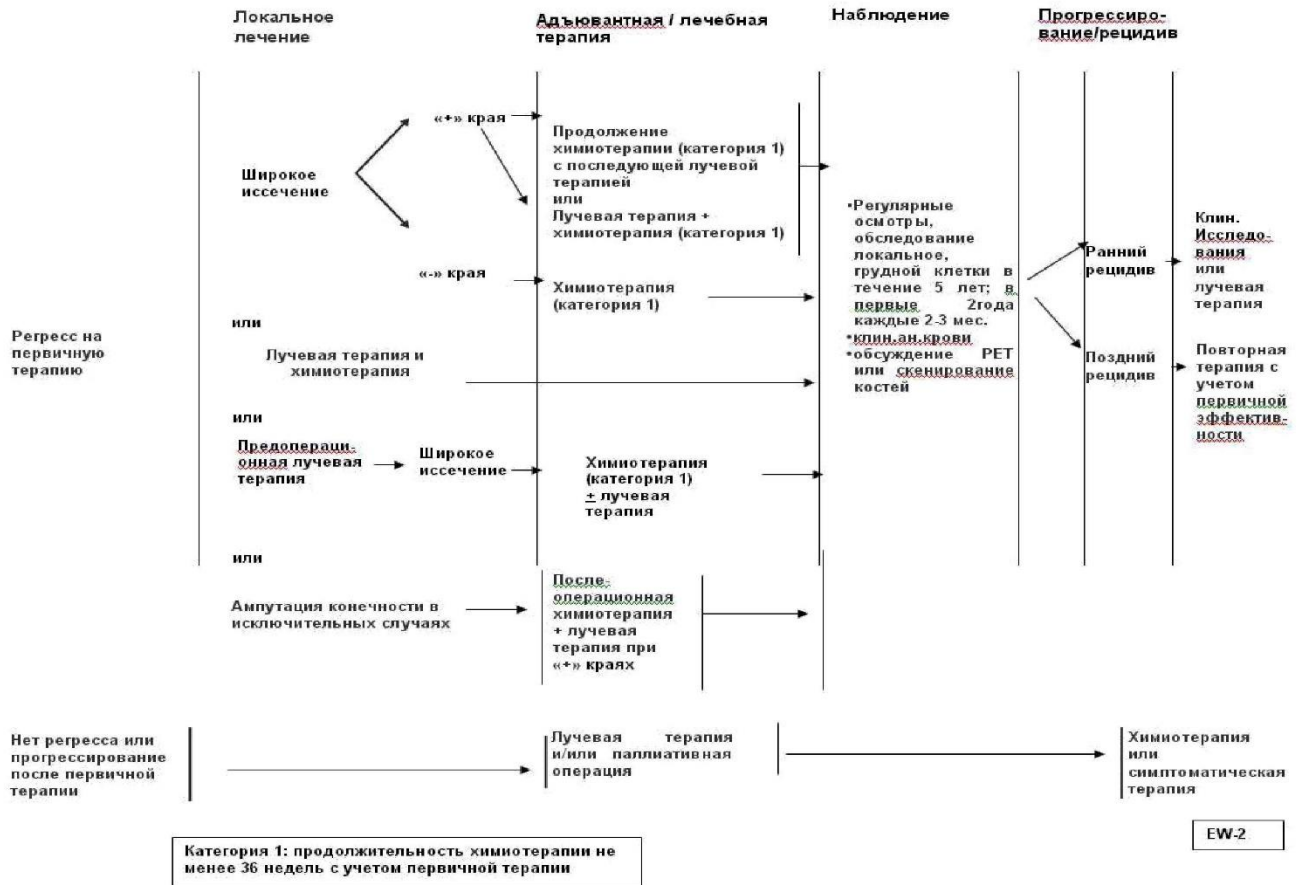 Локальное
лечение
Адъювантная / лечебная
терапия
Наблюдение
Прогрессиро-
вание/рецидив
Регресс на
первичную
терапию
Широкое
иссечение
«+» края
«-» края
Продолжение
химиотерапии (категория 1)
с последующей лучевой
терапией
или
Лучевая терапия +
химиотерапия (категория 1)
Химиотерапия
(категория 1)
или
Лучевая терапия и
химиотерапия
или
Предопераци-
онная лучевая
терапия
Широкое
иссечение
Химиотерапия
(категория 1)
+ лучевая
терапия
или
Ампутация конечности в
исключительных случаях
После-
операционная
химиотерапия
+ лучевая
терапия при
«+» краях
•Регулярные
осмотры,
обследование
локальное,
грудной клетки в
течение 5 лет; в
первые 2года
каждые 2-3 мес.
•клин.ан.крови
•обсуждение PET
или скенирование
костей
Ранний
рецидив
Клин.
Исследо-
вания
или
лучевая
терапия
Поздний
рецидив
Повторная
терапия с
учетом
первичной
эффектив-
ности
Нет регресса или
прогрессирование
после первичной
терапии
Лучевая терапия
и/или паллиативная
операция
Химиотерапия
или
симптоматическая
терапия
EW-2
Категория 1: продолжительность химиотерапии не
менее 36 недель с учетом первичной терапии